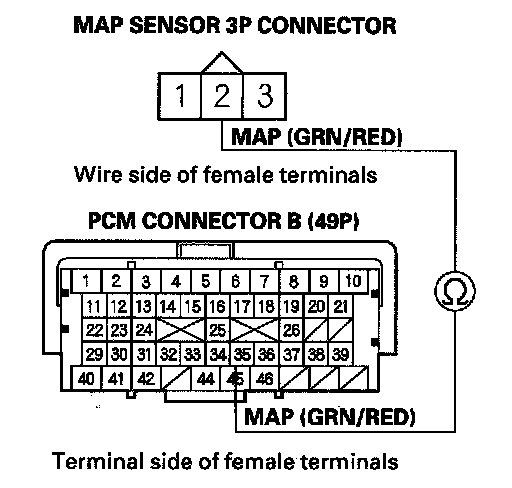 MAP SENSOR 3P CONNECTOR
1 2 3
MAP (GRN/RED)
Wire side of female terminals
PCM CONNECTOR B (49P)
1 2 3 4 5 6 7 8 9 10
11 12 13 14 15 16 17 18 19 20 21
22 23 24 25 26
Ω
29 30 31 32 33 34 35 36 37 38 39
40 41 42 44 45 46
MAP (GRN/RED)
Terminal side of female terminals